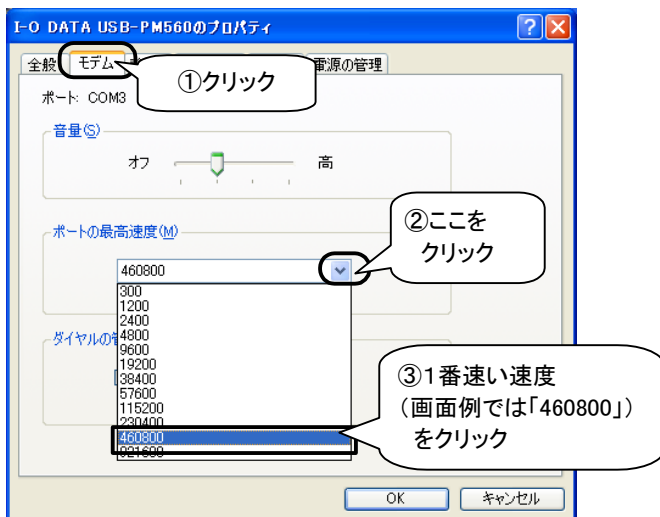 I-O DATA USB-PM560のプロパティ
全般
モデム
電源の管理
①クリック
ポート: COM3
音量(S)
オフ
高
ポートの最高速度(M)
②ここを
クリック
460800
300
1200
2400
4800
9600
19200
38400
57600
115200
230400
460800
921600
ダイヤルの
③1番速い速度
(画面例では「460800」)
をクリック
OK
キャンセル